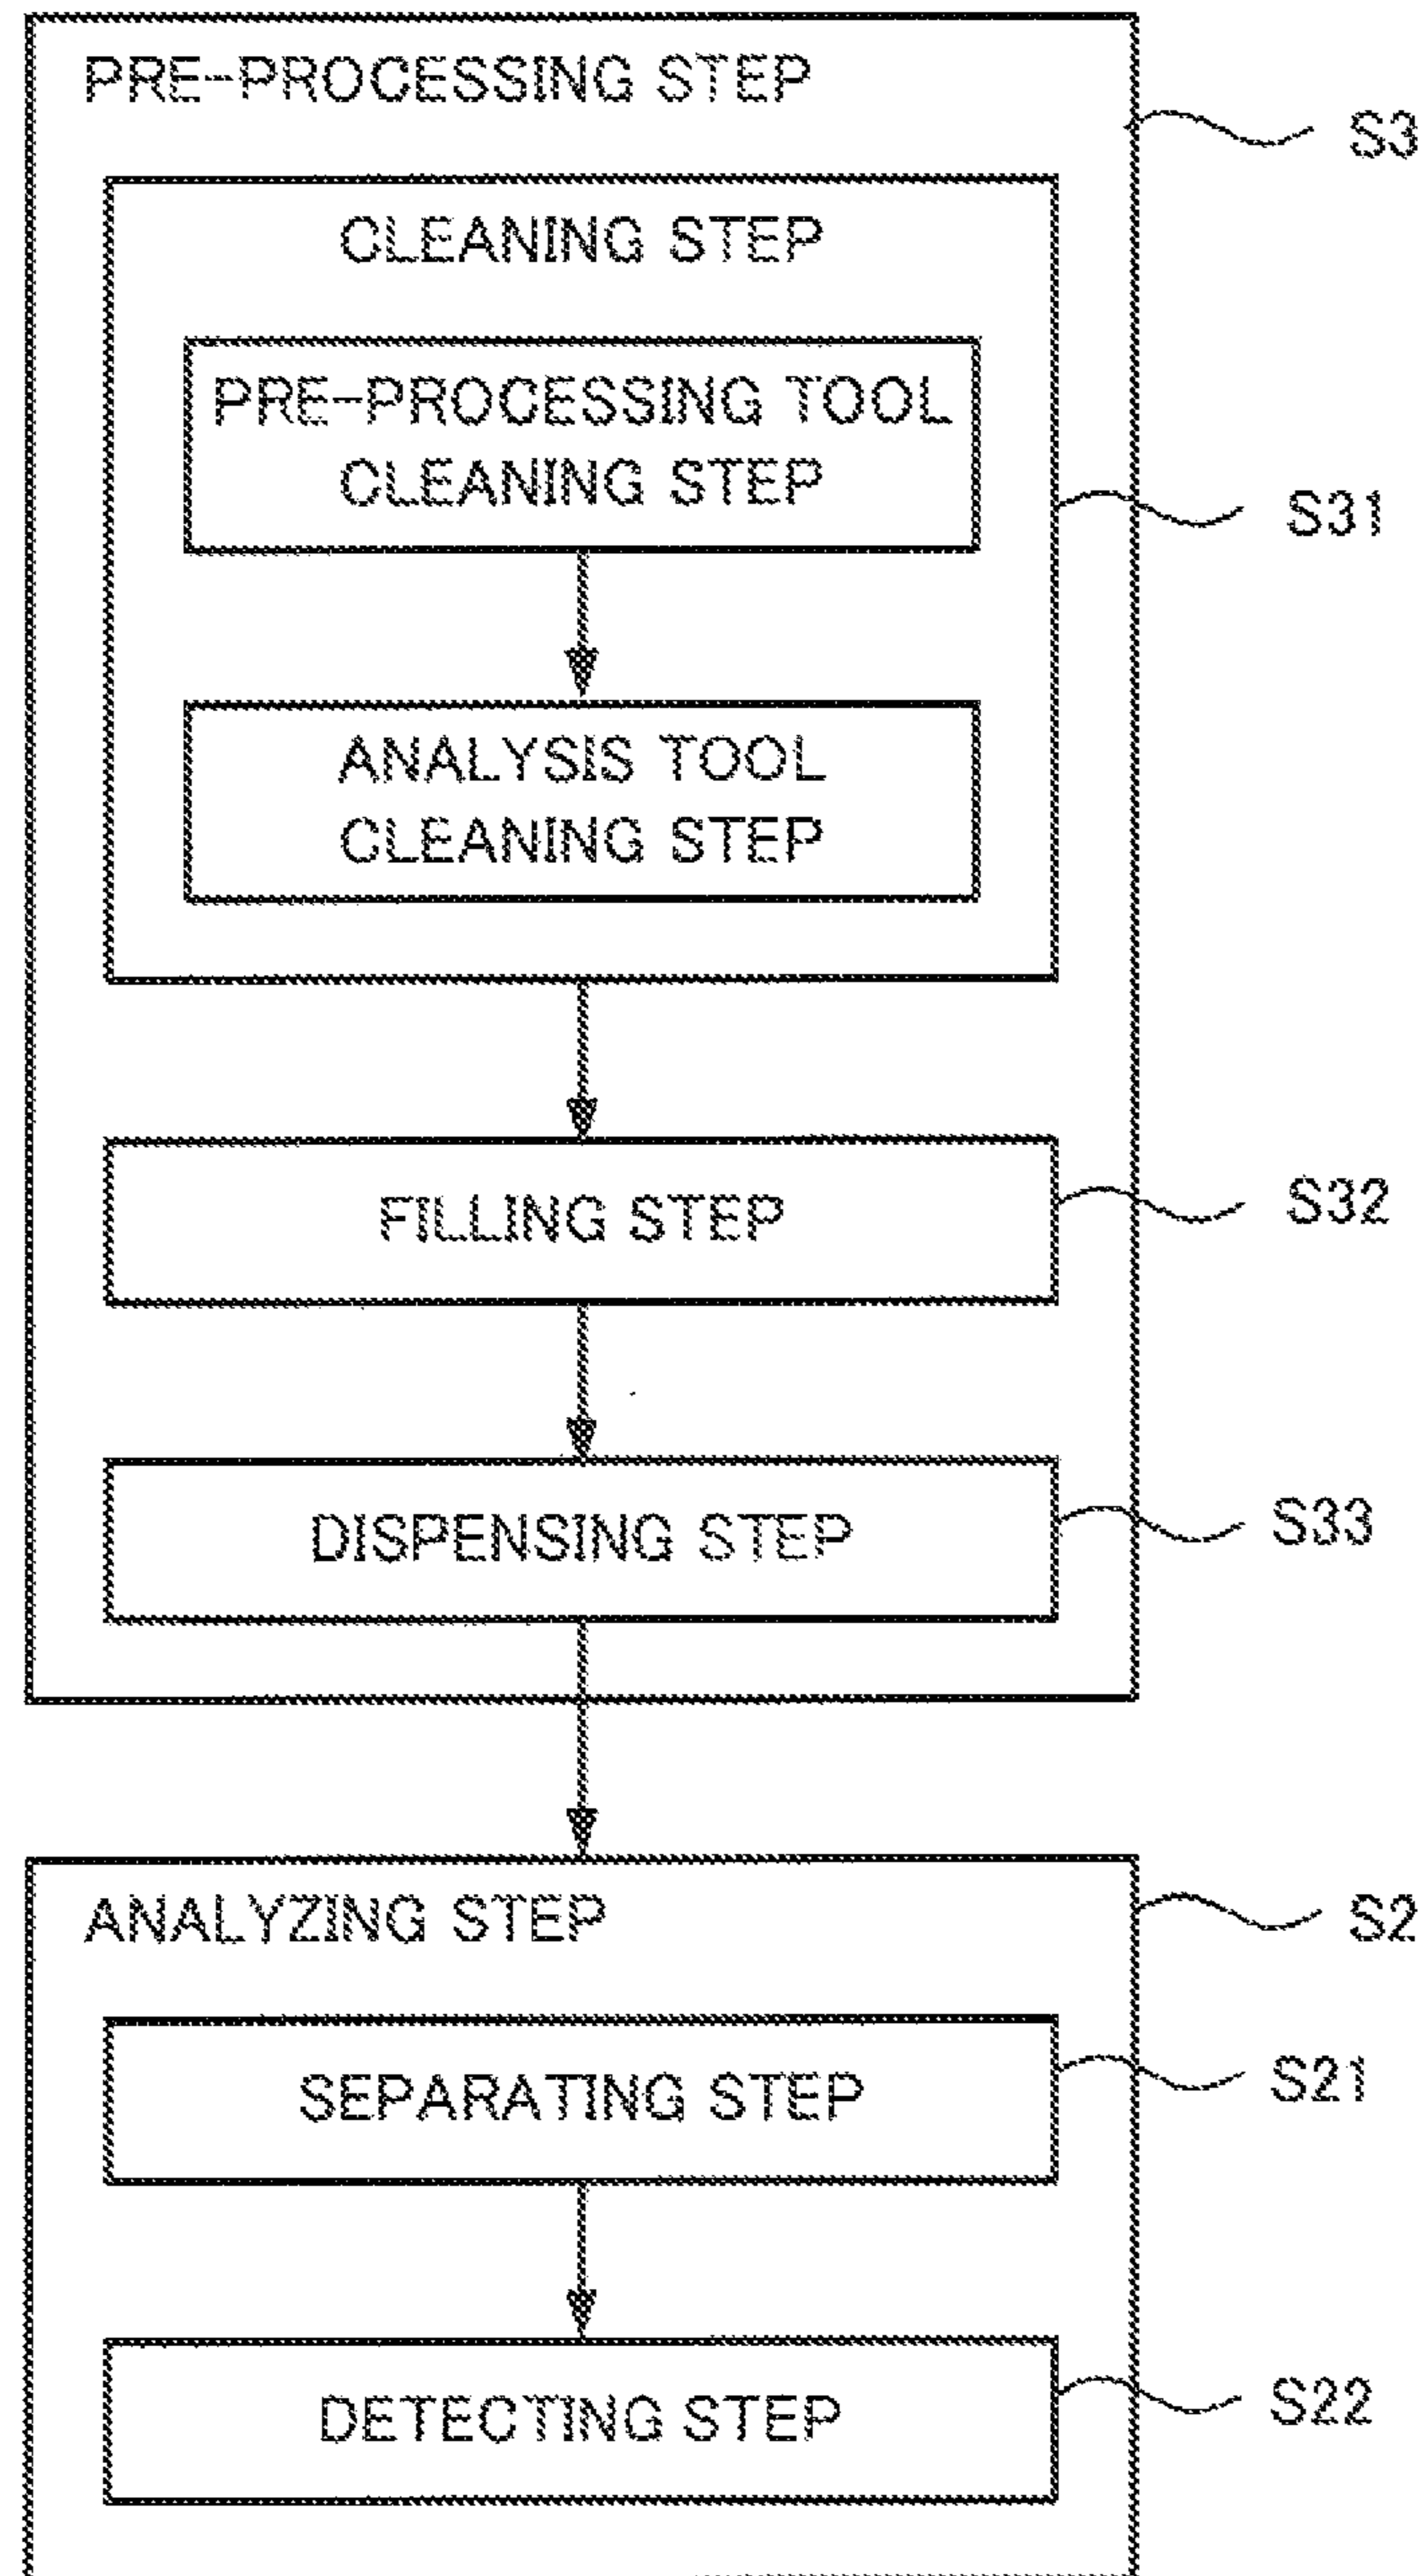 PRE-PROCESSING STEP
S3
CLEANING STEP
PRE-PROCESSING TOOL
CLEANING STEP
S31
ANALYSIS TOOL
CLEANING STEP
FILLING STEP
S32
DISPENSING STEP
S33
ANALYZING STEP
S2
SEPARATING STEP
S21
DETECTING STEP
S22